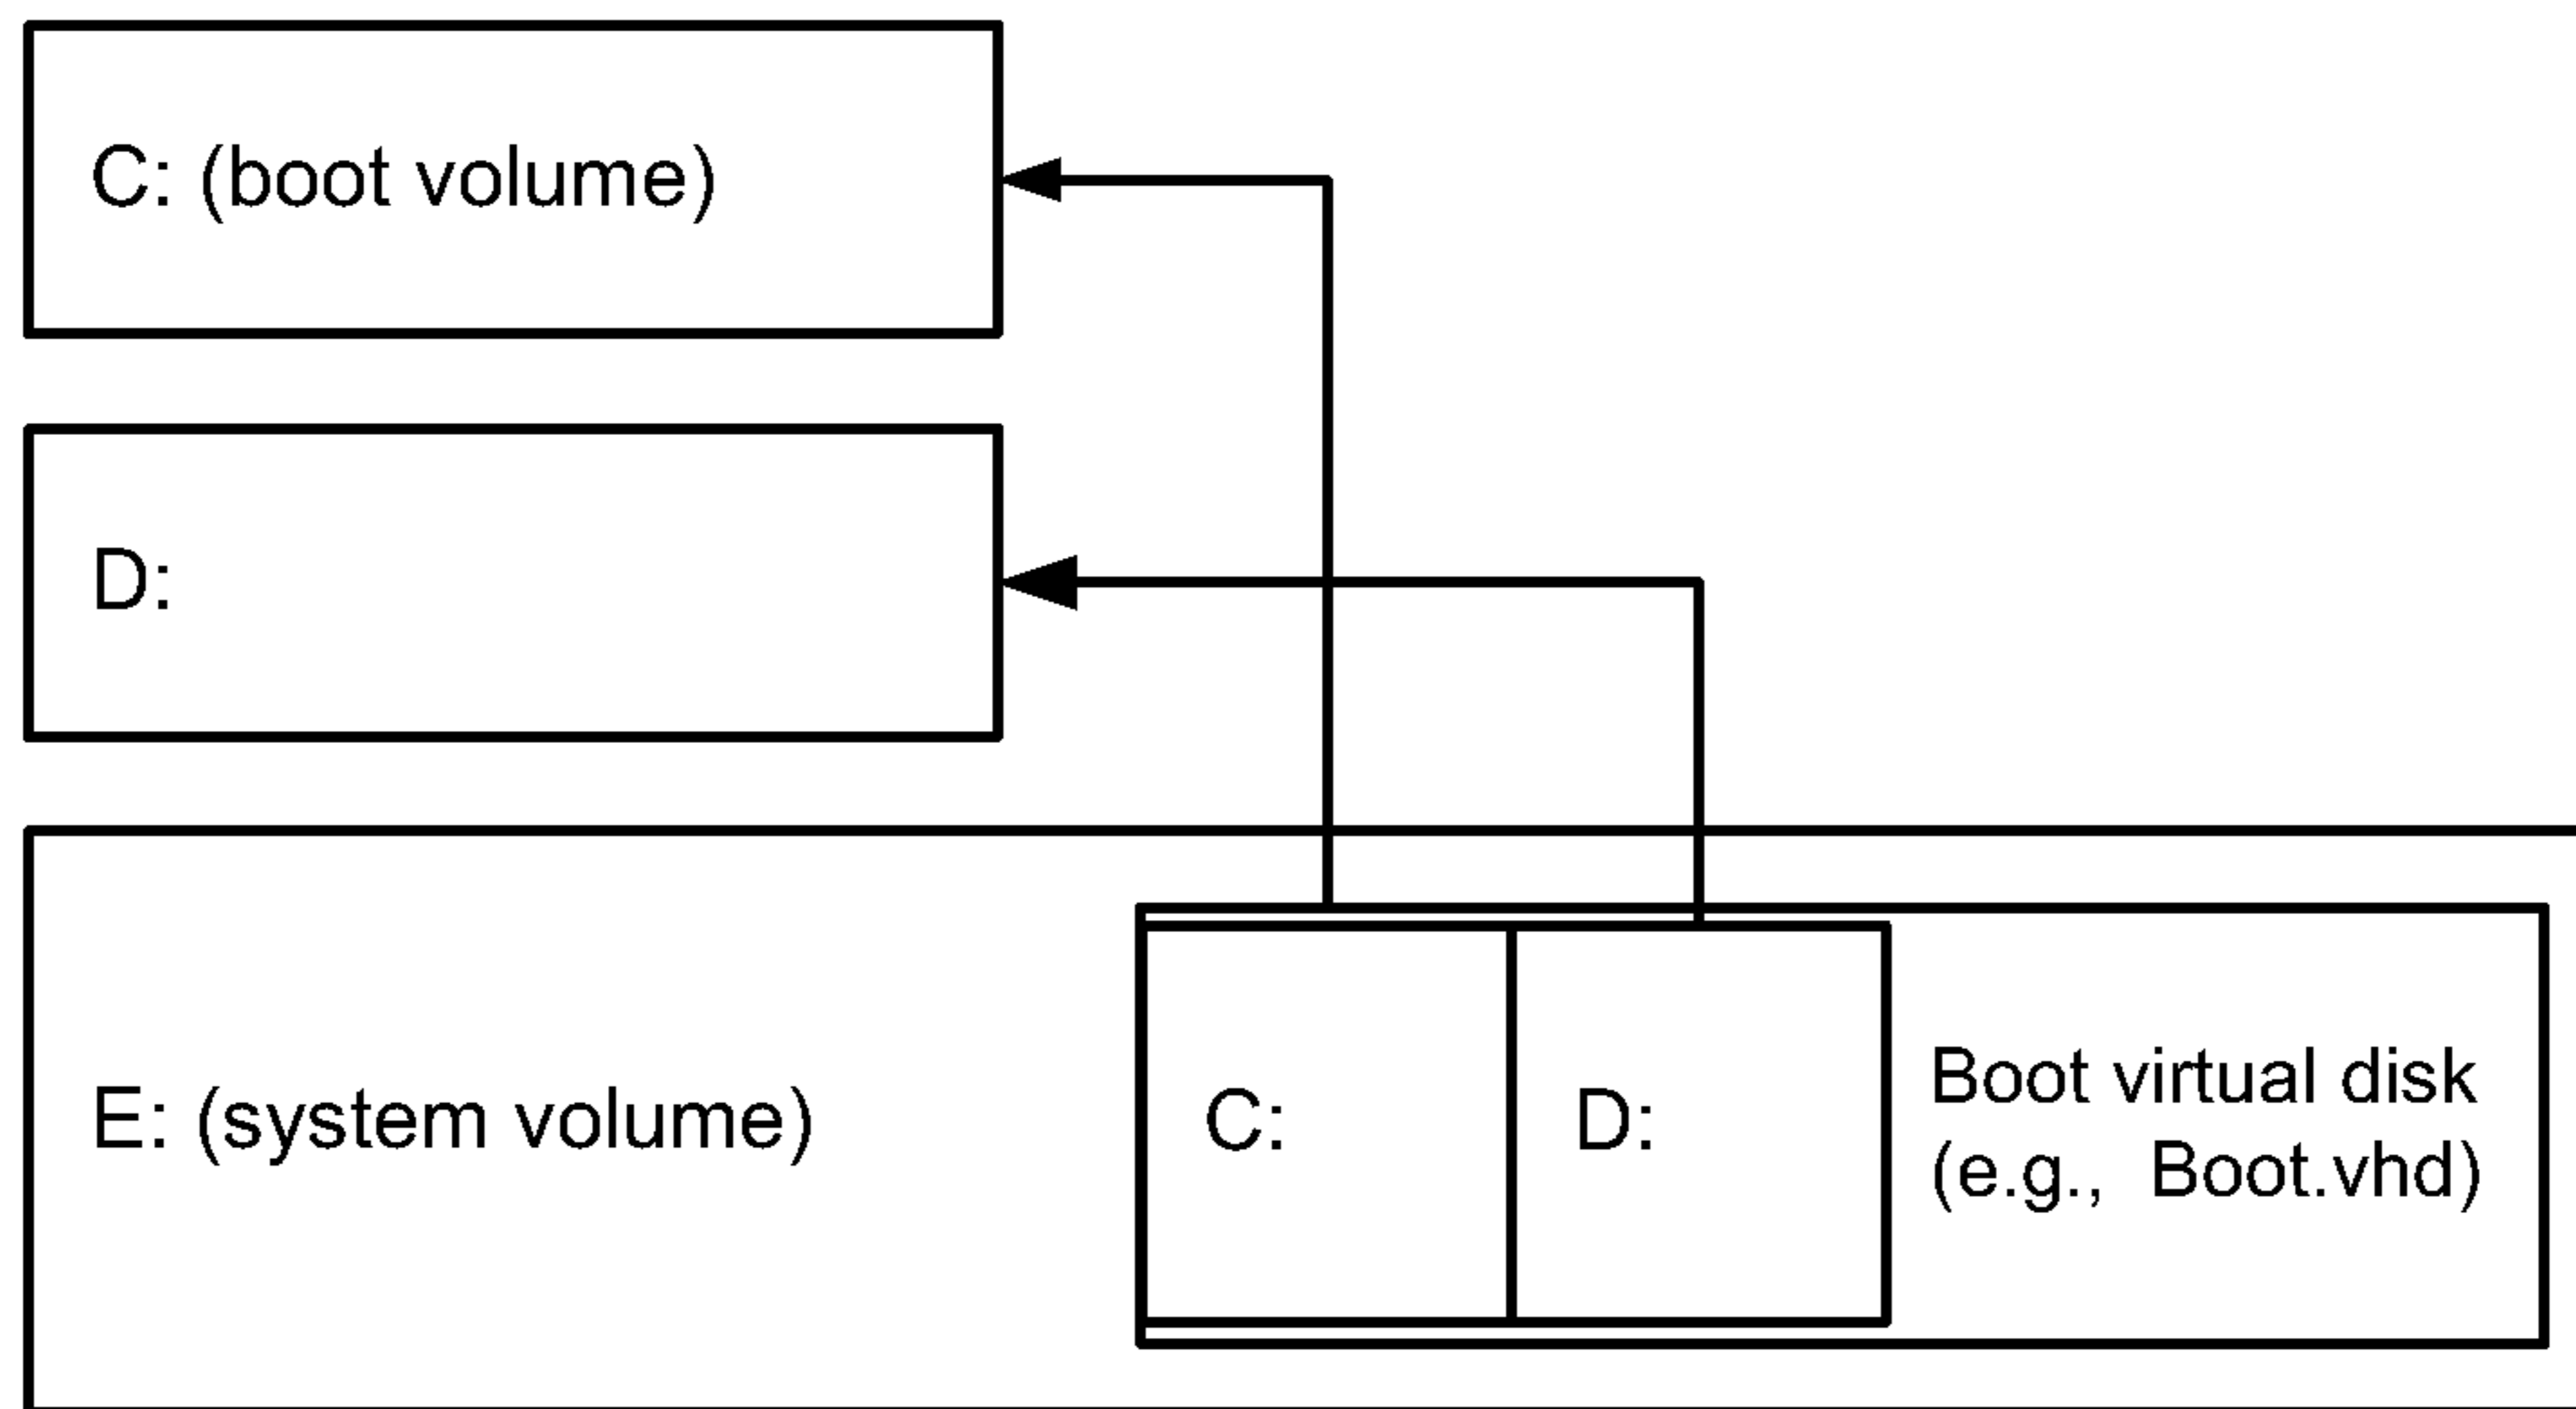 C: (boot volume)
D:
E: (system volume)
C:
D:
Boot virtual disk
(e.g., Boot.vhd)